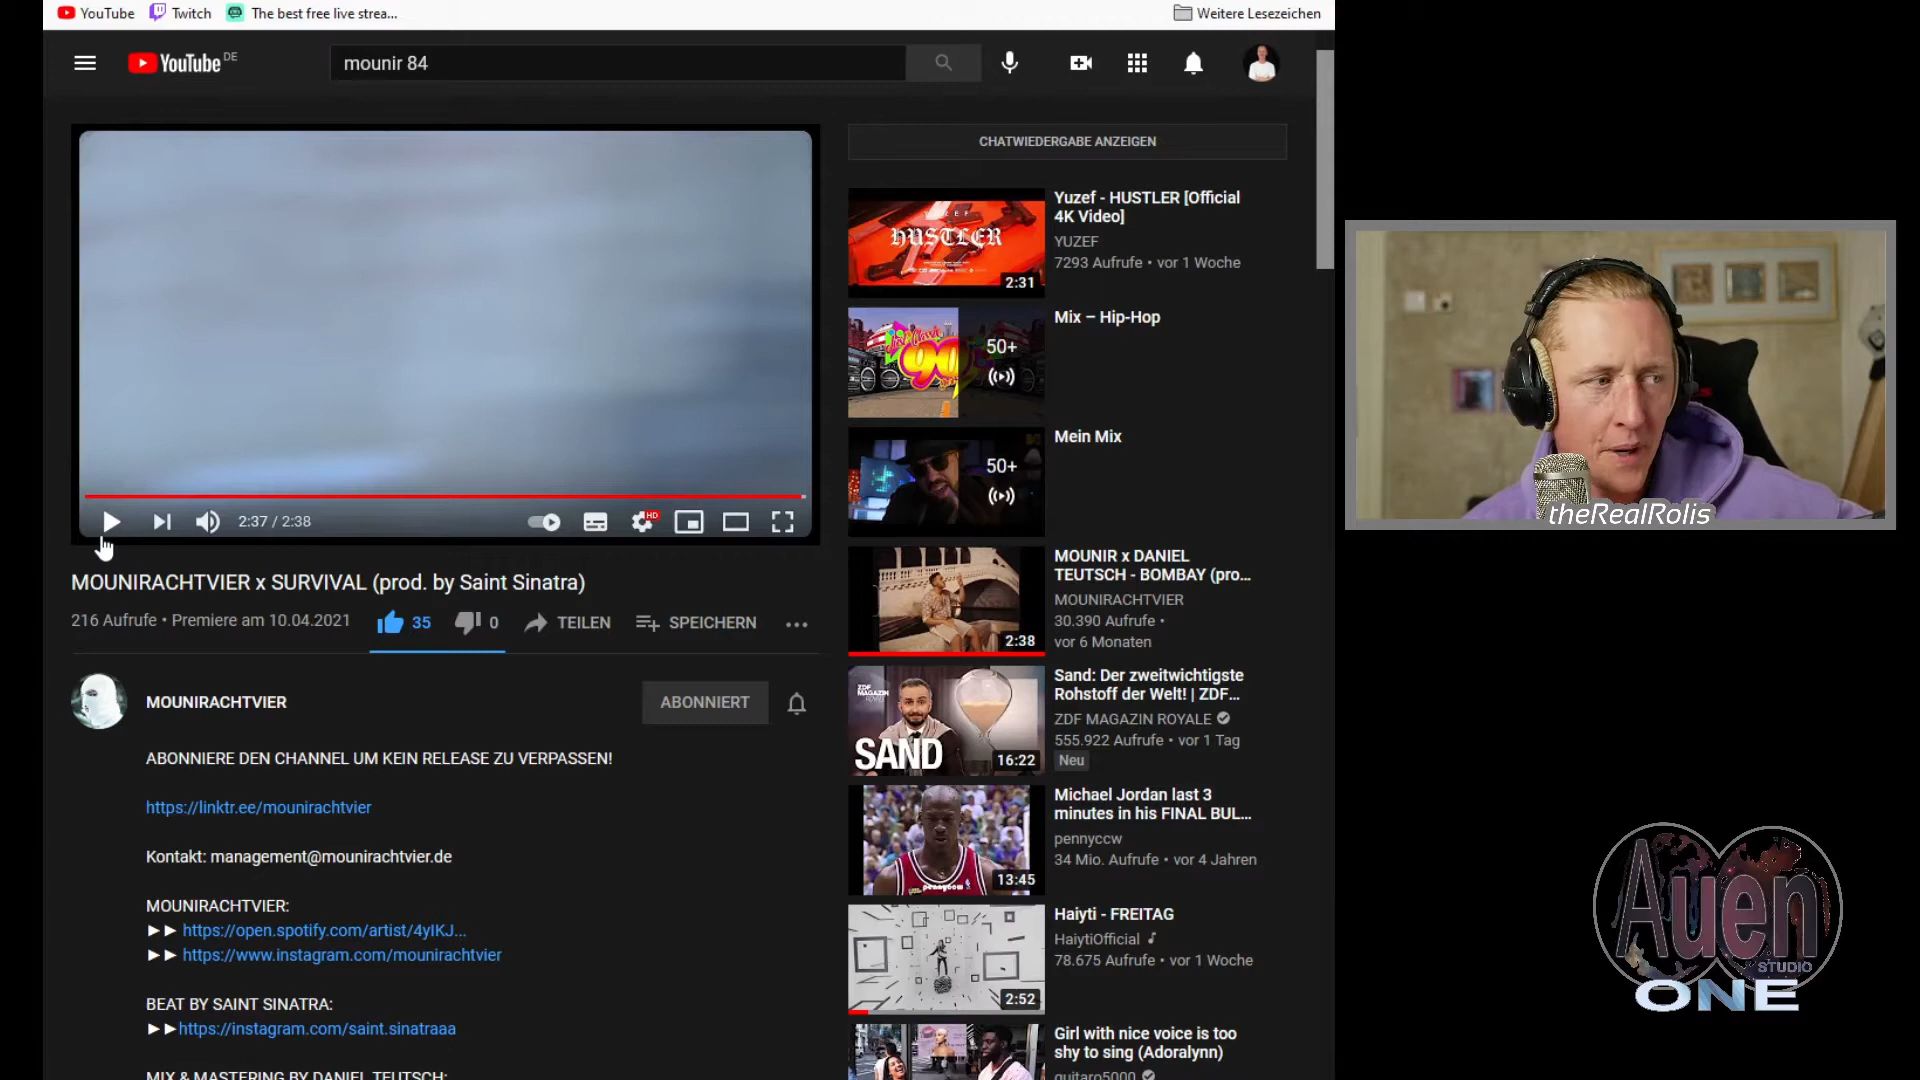 YouTube
Twitch
The best free live strea...
Weitere Lesezeichen
YouTube DE
mounir 84
CHATWIEDERGABE ANZEIGEN
2:37 / 2:38
HD
MOUNIRACHTVIER x SURVIVAL (prod. by Saint Sinatra)
216 Aufrufe • Premiere am 10.04.2021
35
0
TEILEN
SPEICHERN
MOUNIRACHTVIER
ABONNIERT
ABONNIERE DEN CHANNEL UM KEIN RELEASE ZU VERPASSEN!
https://linktr.ee/mounirachtvier
Kontakt: management@mounirachtvier.de
MOUNIRACHTVIER:
►► https://open.spotify.com/artist/4yIKJ...
►► https://www.instagram.com/mounirachtvier
BEAT BY SAINT SINATRA:
►►https://instagram.com/saint.sinatraaa
MIX & MASTERING BY DANIEL TEUTSCH:
YUZEF
HUSTLER
2:31
Yuzef - HUSTLER [Official
4K Video]
YUZEF
7293 Aufrufe • vor 1 Woche
90
50+
Mix – Hip-Hop
50+
Mein Mix
2:38
MOUNIR x DANIEL
TEUTSCH - BOMBAY (pro...
MOUNIRACHTVIER
30.390 Aufrufe •
vor 6 Monaten
ZDF
MAGAZIN
ROYALE
SAND
16:22
Sand: Der zweitwichtigste
Rohstoff der Welt! | ZDF...
ZDF MAGAZIN ROYALE
555.922 Aufrufe • vor 1 Tag
Neu
pennyccw
13:45
Michael Jordan last 3
minutes in his FINAL BUL...
pennyccw
34 Mio. Aufrufe • vor 4 Jahren
2:52
Haiyti - FREITAG
HaiytiOfficial
78.675 Aufrufe • vor 1 Woche
Girl with nice voice is too
shy to sing (Adoralynn)
guitaro5000
theRealRolis
Auen
STUDIO
ONE